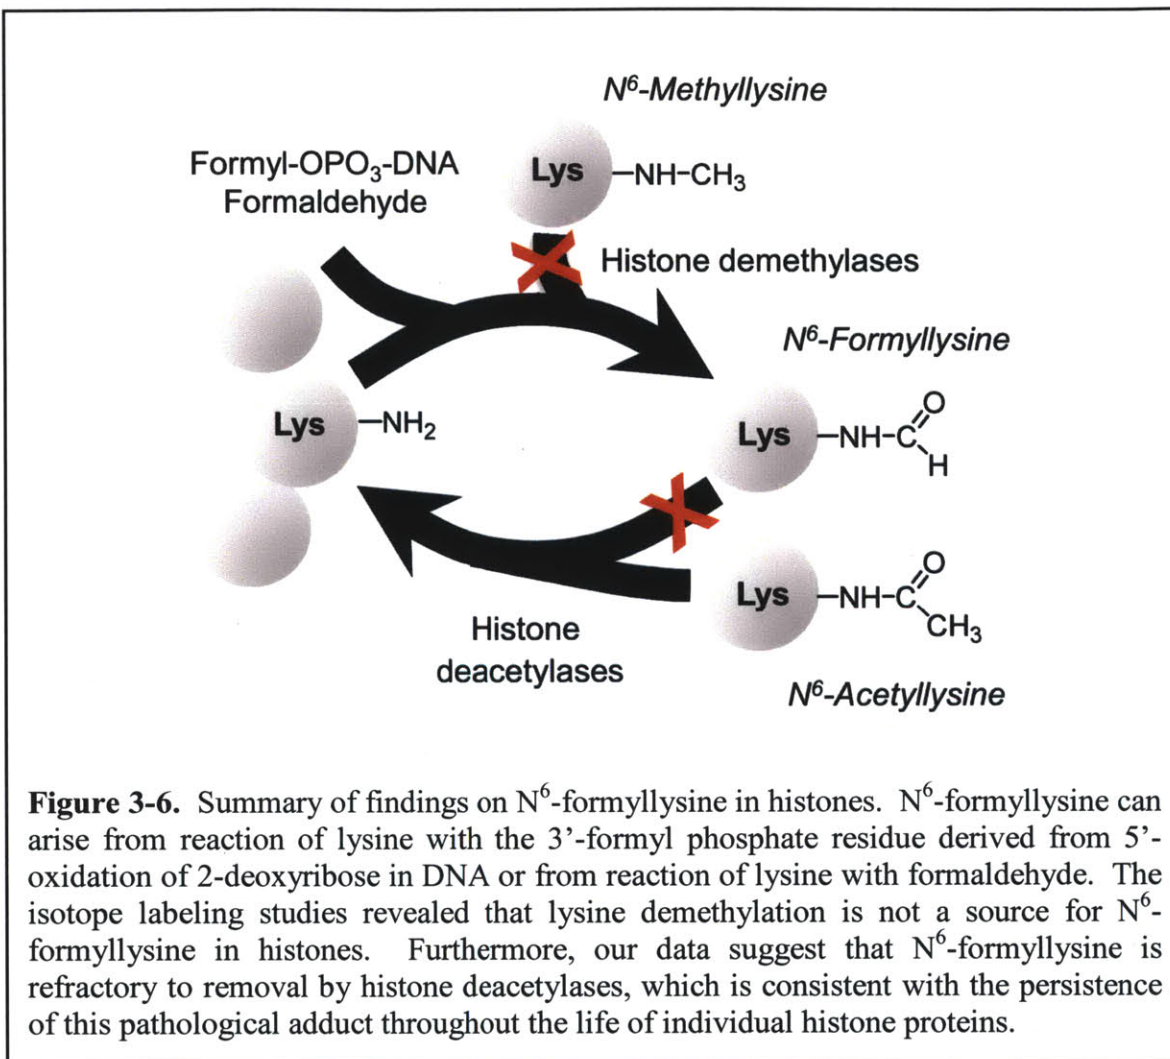 N⁶-Methyllysine
Formyl-OPO₃-DNA
Formaldehyde
Lys –NH–CH₃
Histone demethylases
N⁶-Formyllysine
Lys –NH₂
Lys –NH–C
O
H
Lys –NH–C
O
CH₃
Histone
deacetylases
N⁶-Acetyllysine
Figure 3-6. Summary of findings on N⁶-formyllysine in histones. N⁶-formyllysine can
arise from reaction of lysine with the 3’-formyl phosphate residue derived from 5’-
oxidation of 2-deoxyribose in DNA or from reaction of lysine with formaldehyde. The
isotope labeling studies revealed that lysine demethylation is not a source for N⁶-
formyllysine in histones. Furthermore, our data suggest that N⁶-formyllysine is
refractory to removal by histone deacetylases, which is consistent with the persistence
of this pathological adduct throughout the life of individual histone proteins.